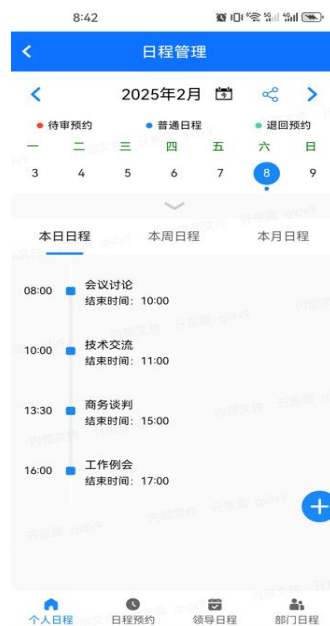 8:42
日程管理
2025年2月
待审预约 普通日程 退回预约
一 二 三 四 五 六 日
3 4 5 6 7 8 9
本日日程 本周日程 本月日程
08:00 会议讨论
结束时间: 10:00
10:00 技术交流
结束时间: 11:00
13:30 商务谈判
结束时间: 15:00
16:00 工作例会
结束时间: 17:00
个人日程 日程预约 领导日程 部门日程